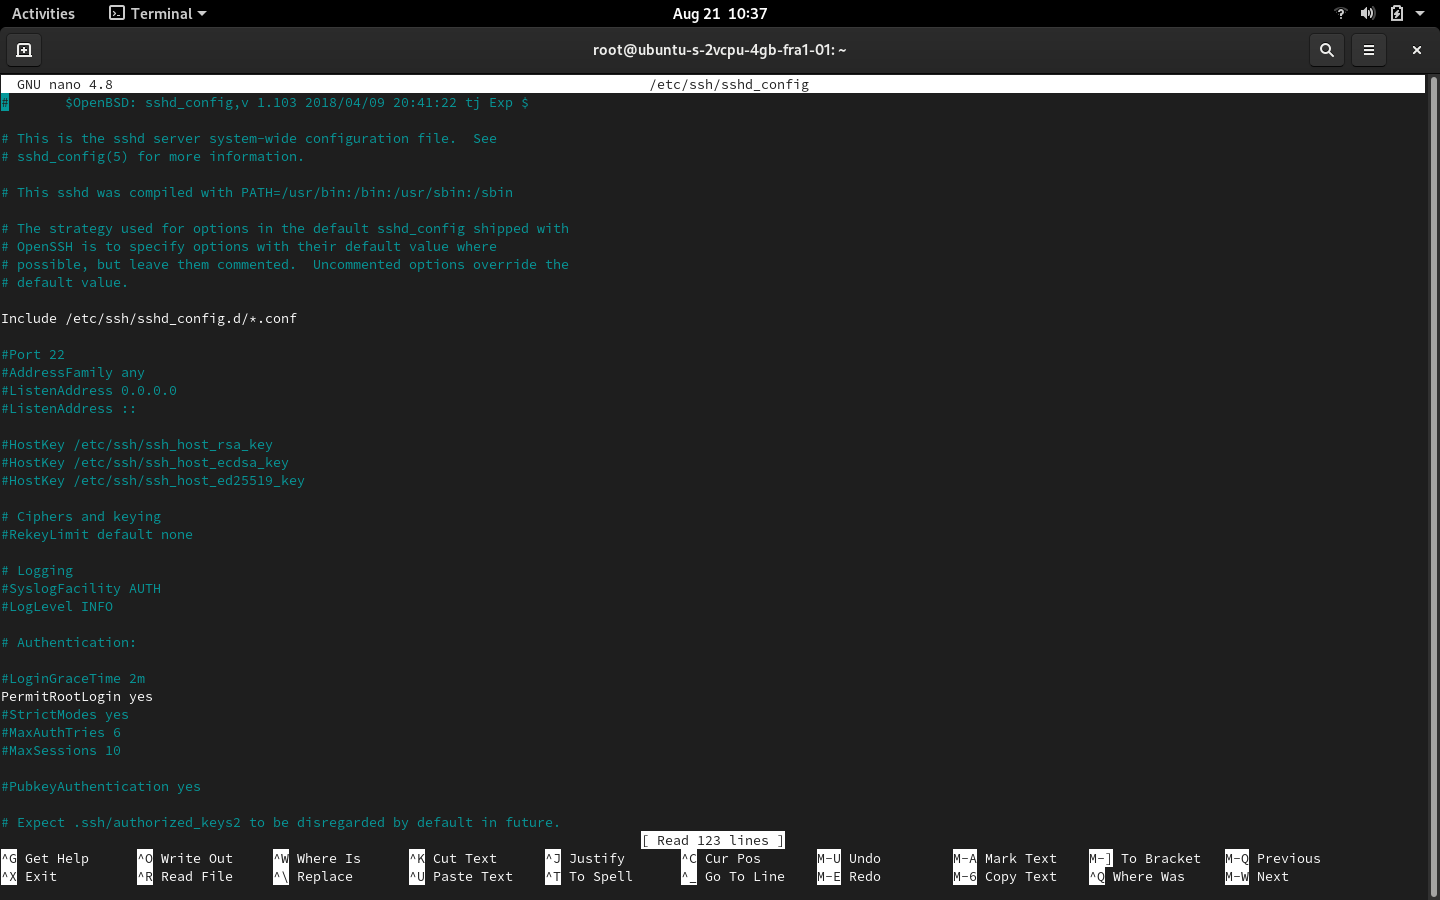 Activities Terminal Aug 21 10:37
root@ubuntu-s-2vcpu-4gb-fra1-01: ~
GNU nano 4.8 /etc/ssh/sshd_config
# $OpenBSD: sshd_config,v 1.103 2018/04/09 20:41:22 tj Exp $
# This is the sshd server system-wide configuration file.  See
# sshd_config(5) for more information.
# This sshd was compiled with PATH=/usr/bin:/bin:/usr/sbin:/sbin
# The strategy used for options in the default sshd_config shipped with
# OpenSSH is to specify options with their default value where
# possible, but leave them commented.  Uncommented options override the
# default value.
Include /etc/ssh/sshd_config.d/*.conf
#Port 22
#AddressFamily any
#ListenAddress 0.0.0.0
#ListenAddress ::
#HostKey /etc/ssh/ssh_host_rsa_key
#HostKey /etc/ssh/ssh_host_ecdsa_key
#HostKey /etc/ssh/ssh_host_ed25519_key
# Ciphers and keying
#RekeyLimit default none
# Logging
#SyslogFacility AUTH
#LogLevel INFO
# Authentication:
#LoginGraceTime 2m
PermitRootLogin yes
#StrictModes yes
#MaxAuthTries 6
#MaxSessions 10
#PubkeyAuthentication yes
# Expect .ssh/authorized_keys2 to be disregarded by default in future.
[ Read 123 lines ]
^G Get Help ^O Write Out ^W Where Is ^K Cut Text ^J Justify ^C Cur Pos M-U Undo M-A Mark Text M-] To Bracket M-Q Previous
^X Exit ^R Read File ^\ Replace ^U Paste Text ^T To Spell ^_ Go To Line M-E Redo M-6 Copy Text ^Q Where Was M-W Next